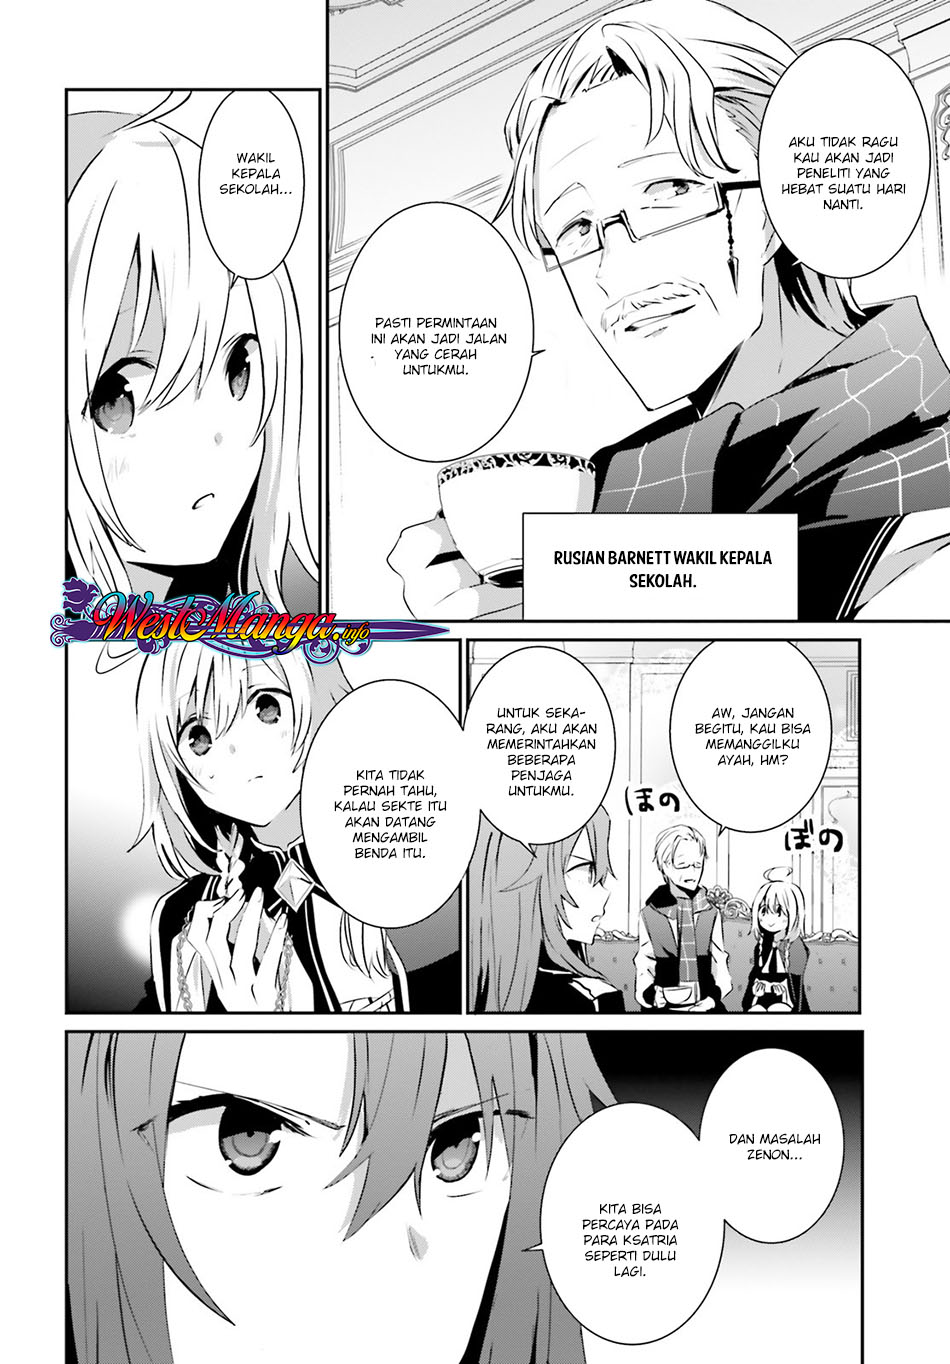 AKU TIDAK RAGU
KAU AKAN JADI
PENELITI YANG
HEBAT SUATU HARI
NANTI.
PASTI PERMINTAAN
INI AKAN JADI JALAN
YANG CERAH
UNTUKMU.
RUSIAN BARNETT WAKIL KEPALA
SEKOLAH.
WAKIL
KEPALA
SEKOLAH...
WestManga.info
AW, JANGAN
BEGITU, KAU BISA
MEMANGGILKU
AYAH, HM?
ほの
ぼの
UNTUK SEKA-
RANG, AKU AKAN
MEMERINTAHKAN
BEBERAPA
PENJAGA
UNTUKMU.
KITA TIDAK
PERNAH TAHU,
KALAU SEKTE ITU
AKAN DATANG
MENGAMBIL
BENDA ITU.
DAN MASALAH
ZENON...
KITA BISA
PERCAYA PADA
PARA KSATRIA
SEPERTI DULU
LAGI.